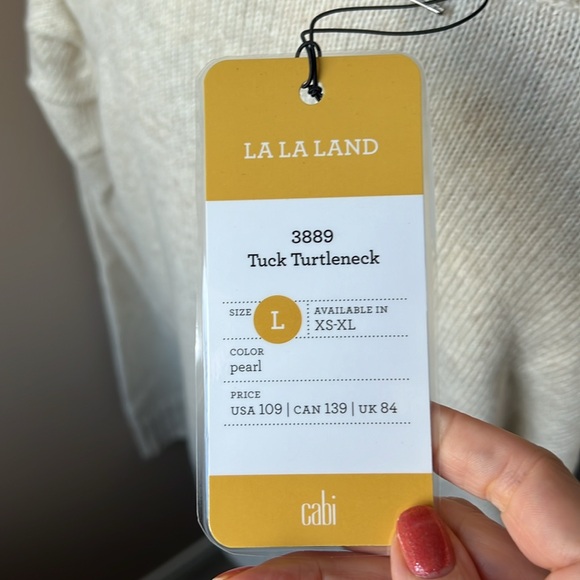 LA LA LAND
3889
Tuck Turtleneck
SIZE L AVAILABLE IN
XS-XL
COLOR
pearl
PRICE
USA 109 | CAN 139 | UK 84
cabi